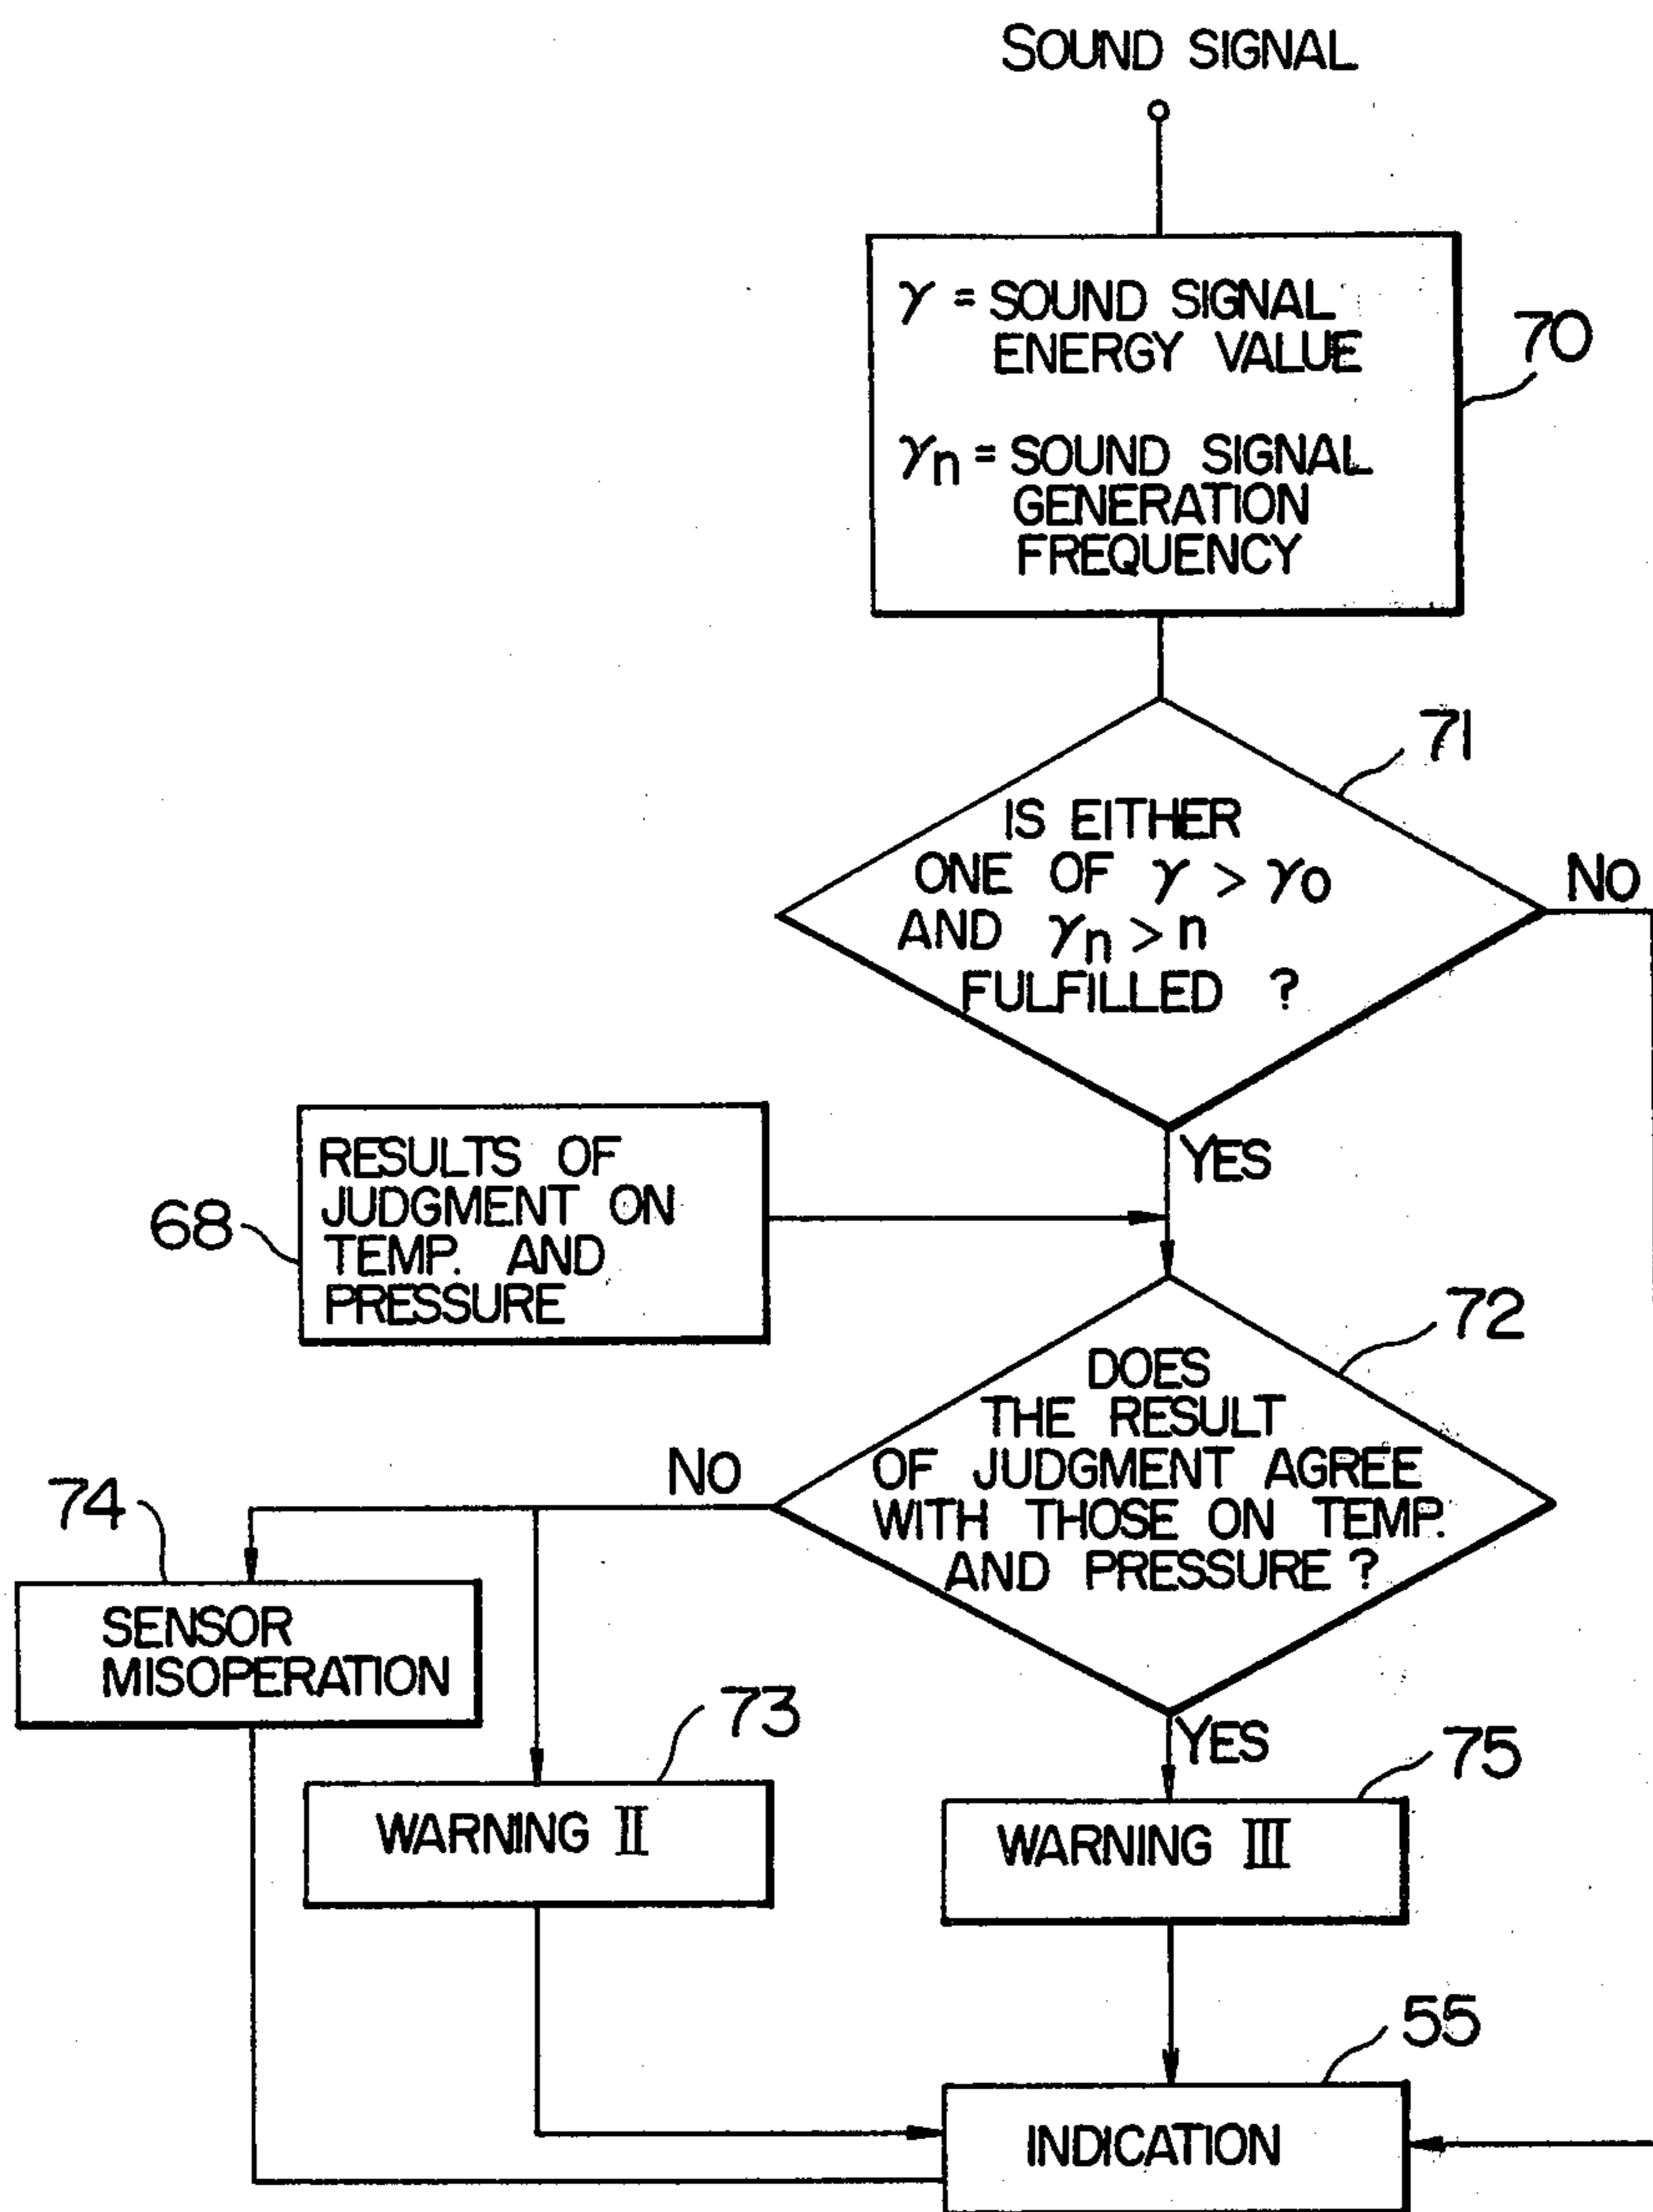 SOUND SIGNAL
γ = SOUND SIGNAL
ENERGY VALUE
70
γn = SOUND SIGNAL
GENERATION
FREQUENCY
71
IS EITHER
ONE OF γ > γo
AND γn > n
FULFILLED ?
NO
YES
68
RESULTS OF
JUDGMENT ON
TEMP. AND
PRESSURE
72
DOES
THE RESULT
OF JUDGMENT AGREE
WITH THOSE ON TEMP.
AND PRESSURE ?
NO
74
SENSOR
MISOPERATION
73
WARNING II
YES
75
WARNING III
55
INDICATION